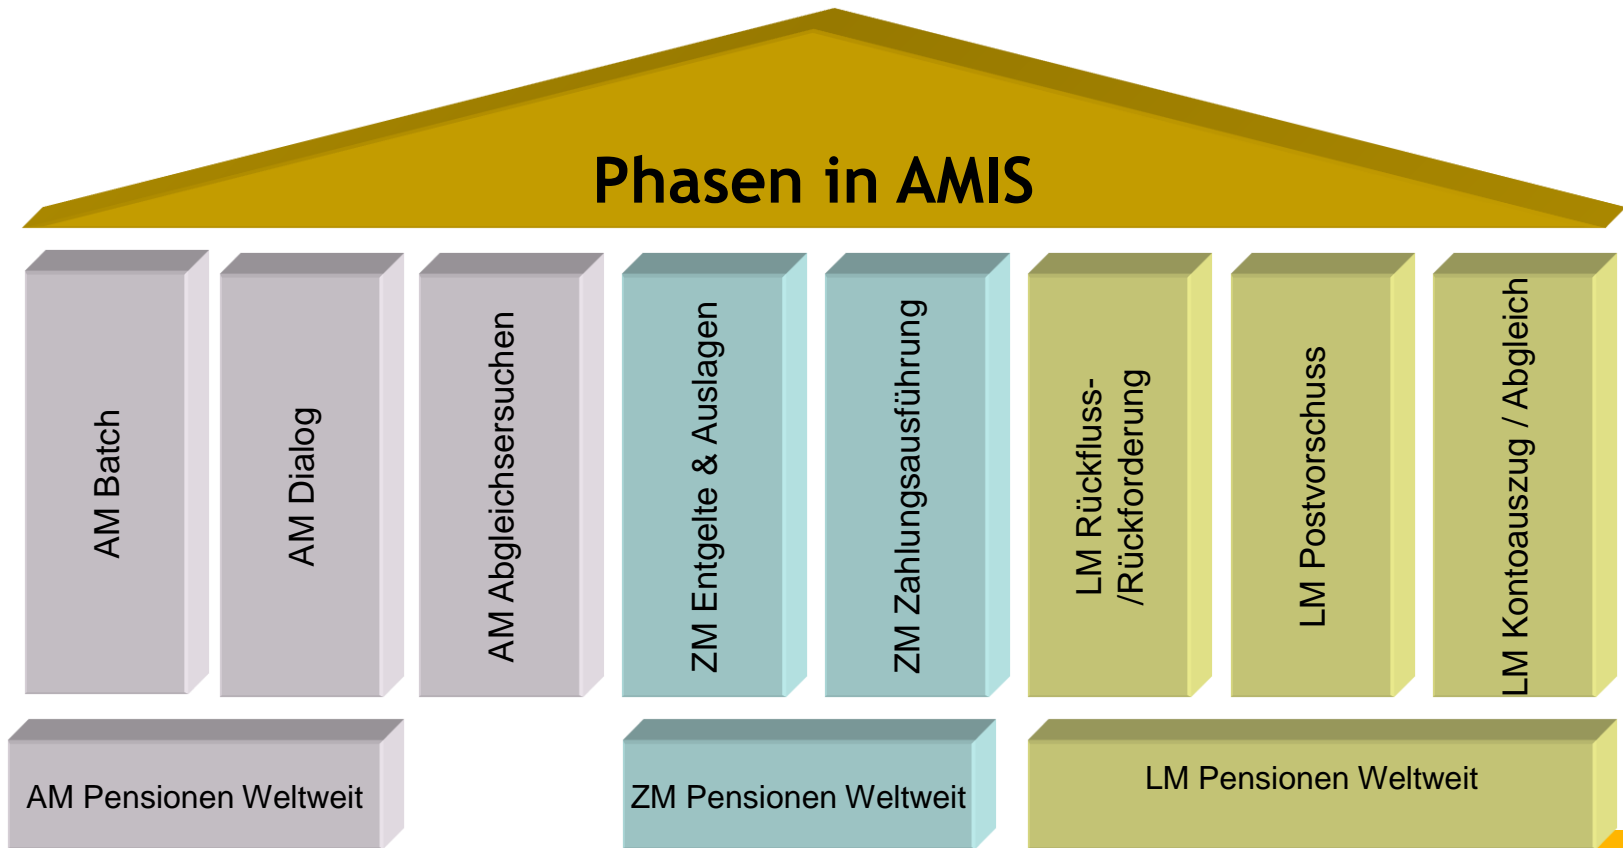 Phasen in AMIS
AM Batch
AM Dialog
AM Abgleichsersuchen
ZM Entgelte & Auslagen
ZM Zahlungsausführung
LM Rückfluss-
/Rückforderung
LM Postvorschuss
LM Kontoauszug / Abgleich
AM Pensionen Weltweit
ZM Pensionen Weltweit
LM Pensionen Weltweit